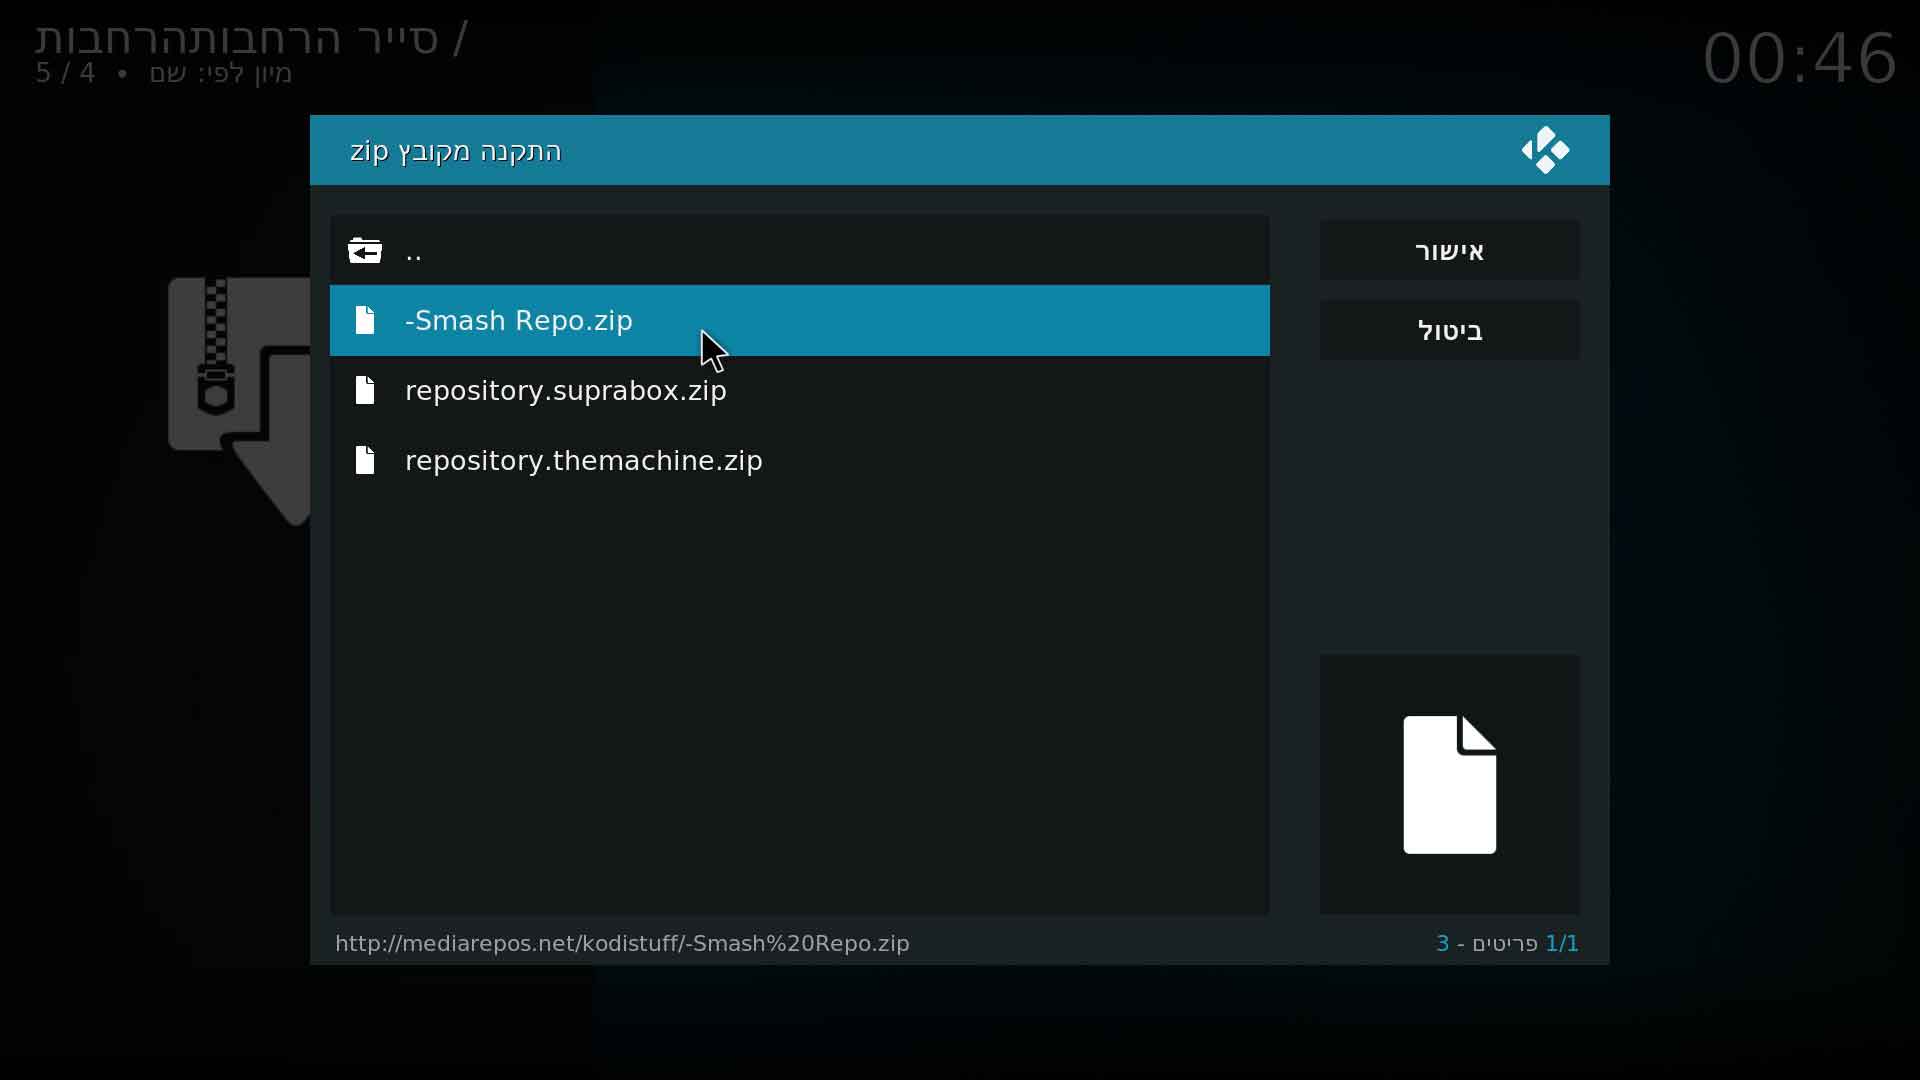 סייר הרחבותהרחבות /
מיון לפי: שם • 4 / 5
00:46
התקנה מקובץ zip
..
-Smash Repo.zip
repository.suprabox.zip
repository.themachine.zip
אישור
ביטול
http://mediarepos.net/kodistuff/-Smash%20Repo.zip
3 - פריטים 1/1